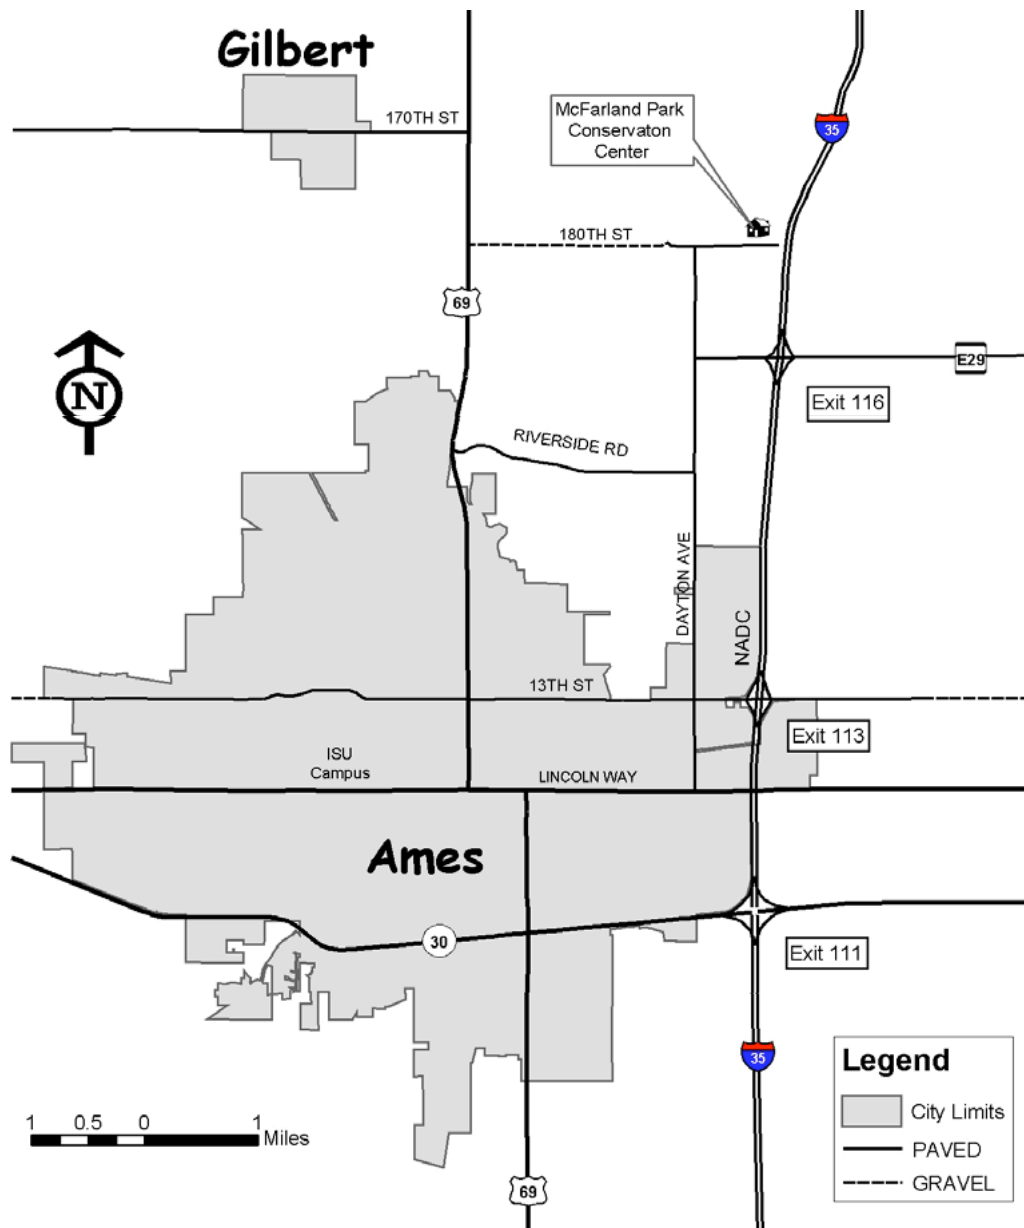 Gilbert
170TH ST
McFarland Park
Conservaton
Center
35
180TH ST
69
N
E29
Exit 116
RIVERSIDE RD
DAYTON AVE
NADC
13TH ST
Exit 113
ISU
Campus
LINCOLN WAY
Ames
30
Exit 111
35
Legend
City Limits
PAVED
GRAVEL
1 0.5 0 1
Miles
69